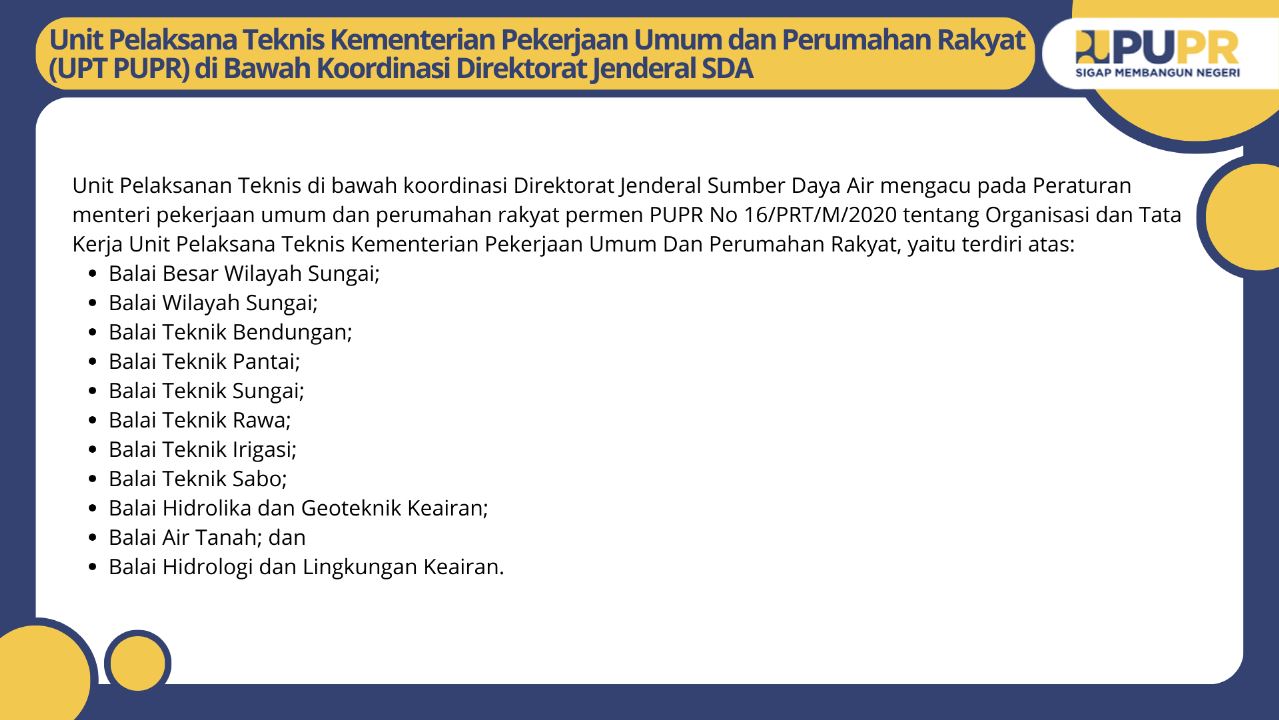 Unit Pelaksana Teknis Kementerian Pekerjaan Umum dan Perumahan Rakyat
(UPT PUPR) di Bawah Koordinasi Direktorat Jenderal SDA
PUPR
SIGAP MEMBANGUN NEGERI
Unit Pelaksanan Teknis di bawah koordinasi Direktorat Jenderal Sumber Daya Air mengacu pada Peraturan
menteri pekerjaan umum dan perumahan rakyat permen PUPR No 16/PRT/M/2020 tentang Organisasi dan Tata
Kerja Unit Pelaksana Teknis Kementerian Pekerjaan Umum Dan Perumahan Rakyat, yaitu terdiri atas:
• Balai Besar Wilayah Sungai;
• Balai Wilayah Sungai;
• Balai Teknik Bendungan;
• Balai Teknik Pantai;
• Balai Teknik Sungai;
• Balai Teknik Rawa;
• Balai Teknik Irigasi;
• Balai Teknik Sabo;
• Balai Hidrolika dan Geoteknik Keairan;
• Balai Air Tanah; dan
• Balai Hidrologi dan Lingkungan Keairan.